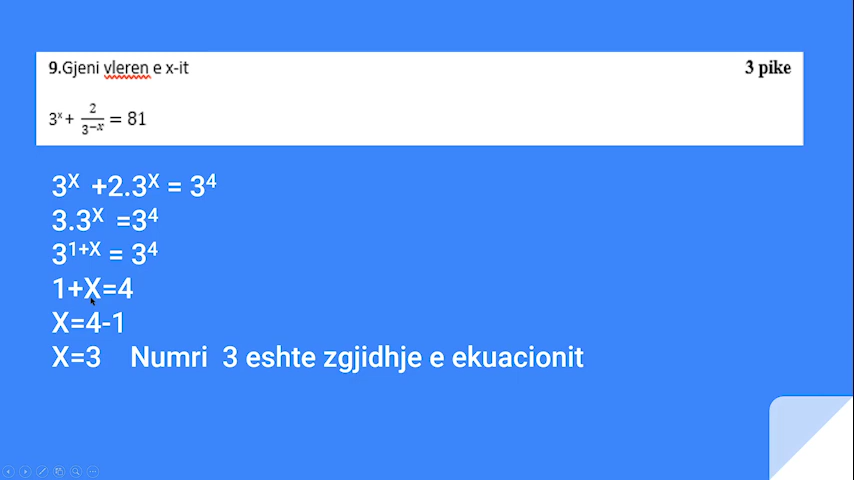 9.Gjeni vleren e x-it 3 pike
3ˣ + 2/3⁻ˣ = 81
3ˣ +2.3ˣ = 3⁴
3.3ˣ =3⁴
3¹⁺ˣ = 3⁴
1+X=4
X=4-1
X=3 Numri 3 eshte zgjidhje e ekuacionit